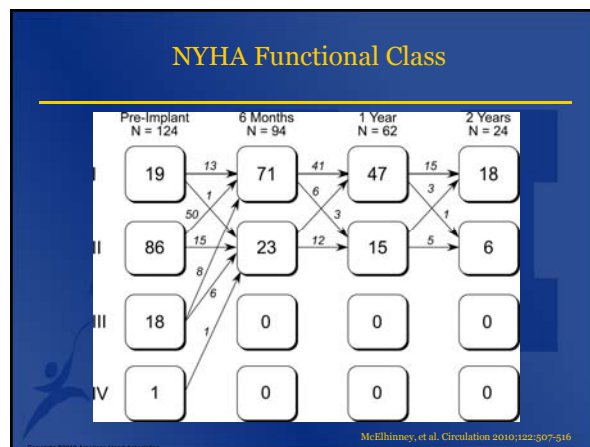 NYHA Functional Class
Pre-Implant 6 Months 1 Year 2 Years
N = 124 N = 94 N = 62 N = 24
I 19 13 71 41 47 15 18
1 6 3
50 3 1
II 86 15 23 12 15 5 6
8
6
III 18 0 0 0
1
IV 1 0 0 0
McElhinney, et al. Circulation 2010;122:507-516